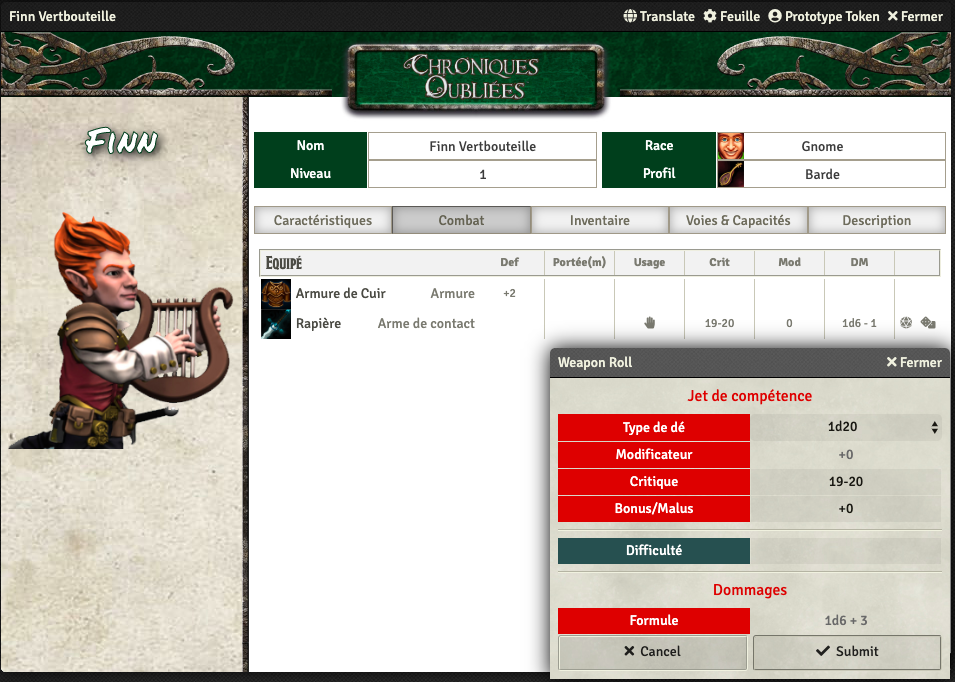 Finn Vertbouteille
Translate Feuille Prototype Token Fermer
CHRONIQUES
OUBLIÉES
FINN
Nom Finn Vertbouteille
Niveau 1
Race Gnome
Profil Barde
Caractéristiques Combat Inventaire Voies & Capacités Description
EQUIPÉ Def Portée(m) Usage Crit Mod DM
Armure de Cuir Armure +2
Rapière Arme de contact 19-20 0 1d6 - 1
Weapon Roll Fermer
Jet de compétence
Type de dé 1d20
Modificateur +0
Critique 19-20
Bonus/Malus +0
Difficulté
Dommages
Formule 1d6 + 3
Cancel Submit